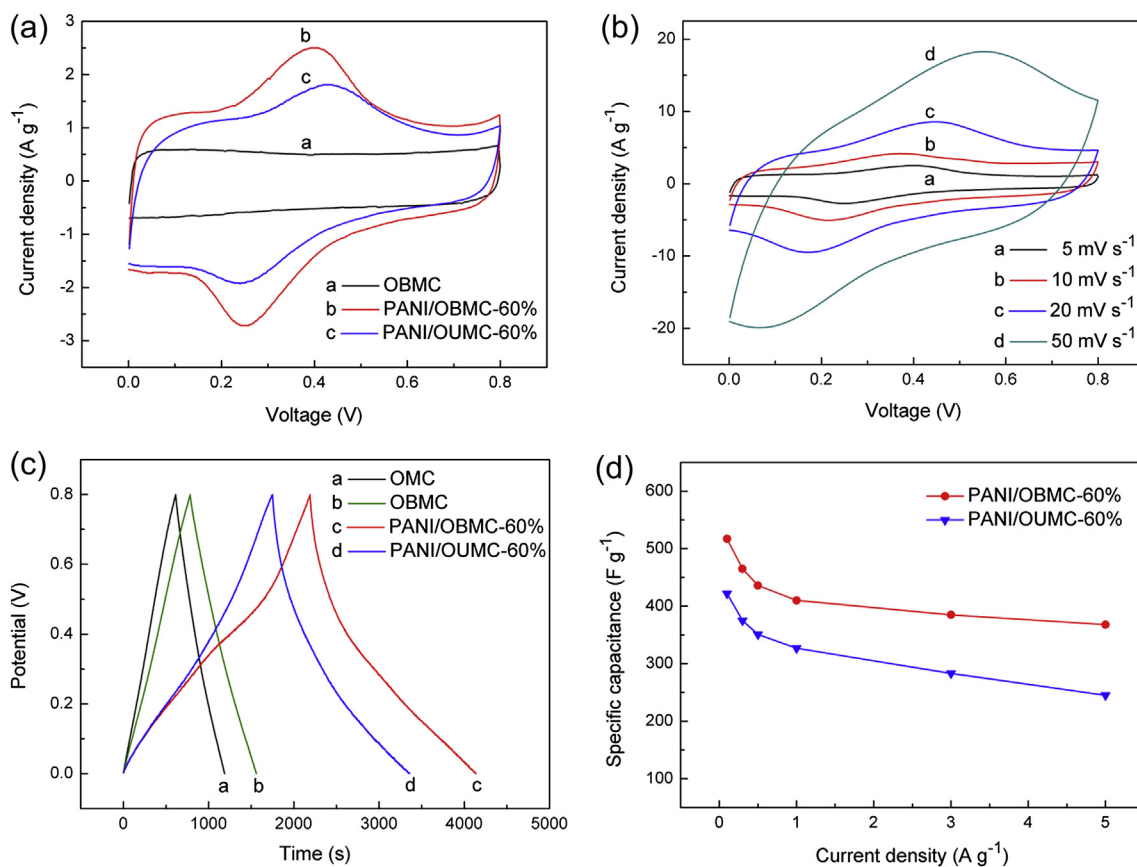 (a)
Current density (A g⁻¹)
3
2
1
0
-1
-2
-3
b
c
a
a OBMC
b PANI/OBMC-60%
c PANI/OUMC-60%
0.0 0.2 0.4 0.6 0.8
Voltage (V)
(b)
Current density (A g⁻¹)
20
10
0
-10
-20
d
c
b
a
a 5 mV s⁻¹
b 10 mV s⁻¹
c 20 mV s⁻¹
d 50 mV s⁻¹
0.0 0.2 0.4 0.6 0.8
Voltage (V)
(c)
Potential (V)
1.0
0.8
0.6
0.4
0.2
0.0
a OMC
b OBMC
c PANI/OBMC-60%
d PANI/OUMC-60%
a b d c
0 1000 2000 3000 4000 5000
Time (s)
(d)
Specific capacitance (F g⁻¹)
600
500
400
300
200
100
PANI/OBMC-60%
PANI/OUMC-60%
0 1 2 3 4 5
Current density (A g⁻¹)